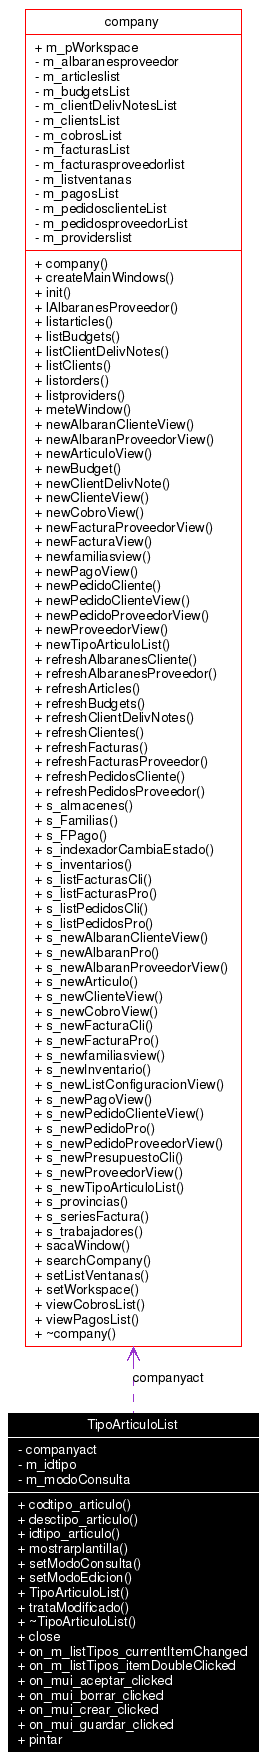 company
+ m_pWorkspace
- m_albaranesproveedor
- m_articleslist
- m_budgetsList
- m_clientDelivNotesList
- m_clientsList
- m_cobrosList
- m_facturasList
- m_facturasproveedorlist
- m_listventanas
- m_pagosList
- m_pedidosclienteList
- m_pedidosproveedorList
- m_providerslist
+ company()
+ createMainWindows()
+ init()
+ lAlbaranesProveedor()
+ listarticles()
+ listBudgets()
+ listClientDelivNotes()
+ listClients()
+ listorders()
+ listproviders()
+ meteWindow()
+ newAlbaranClienteView()
+ newAlbaranProveedorView()
+ newArticuloView()
+ newBudget()
+ newClientDelivNote()
+ newClienteView()
+ newCobroView()
+ newFacturaProveedorView()
+ newFacturaView()
+ newfamiliasview()
+ newPagoView()
+ newPedidoCliente()
+ newPedidoClienteView()
+ newPedidoProveedorView()
+ newProveedorView()
+ newTipoArticuloList()
+ refreshAlbaranesCliente()
+ refreshAlbaranesProveedor()
+ refreshArticles()
+ refreshBudgets()
+ refreshClientDelivNotes()
+ refreshClientes()
+ refreshFacturas()
+ refreshFacturasProveedor()
+ refreshPedidosCliente()
+ refreshPedidosProveedor()
+ s_almacenes()
+ s_Familias()
+ s_FPago()
+ s_indexadorCambiaEstado()
+ s_inventarios()
+ s_listFacturasCli()
+ s_listFacturasPro()
+ s_listPedidosCli()
+ s_listPedidosPro()
+ s_newAlbaranClienteView()
+ s_newAlbaranPro()
+ s_newAlbaranProveedorView()
+ s_newArticulo()
+ s_newClienteView()
+ s_newCobroView()
+ s_newFacturaCli()
+ s_newFacturaPro()
+ s_newfamiliasview()
+ s_newInventario()
+ s_newListConfiguracionView()
+ s_newPagoView()
+ s_newPedidoClienteView()
+ s_newPedidoPro()
+ s_newPedidoProveedorView()
+ s_newPresupuestoCli()
+ s_newProveedorView()
+ s_newTipoArticuloList()
+ s_provincias()
+ s_seriesFactura()
+ s_trabajadores()
+ sacaWindow()
+ searchCompany()
+ setListVentanas()
+ setWorkspace()
+ viewCobrosList()
+ viewPagosList()
+ ~company()
companyact
TipoArticuloList
- companyact
- m_idtipo
- m_modoConsulta
+ codtipo_articulo()
+ desctipo_articulo()
+ idtipo_articulo()
+ mostrarplantilla()
+ setModoConsulta()
+ setModoEdicion()
+ TipoArticuloList()
+ trataModificado()
+ ~TipoArticuloList()
+ close
+ on_m_listTipos_currentItemChanged
+ on_m_listTipos_itemDoubleClicked
+ on_mui_aceptar_clicked
+ on_mui_borrar_clicked
+ on_mui_crear_clicked
+ on_mui_guardar_clicked
+ pintar